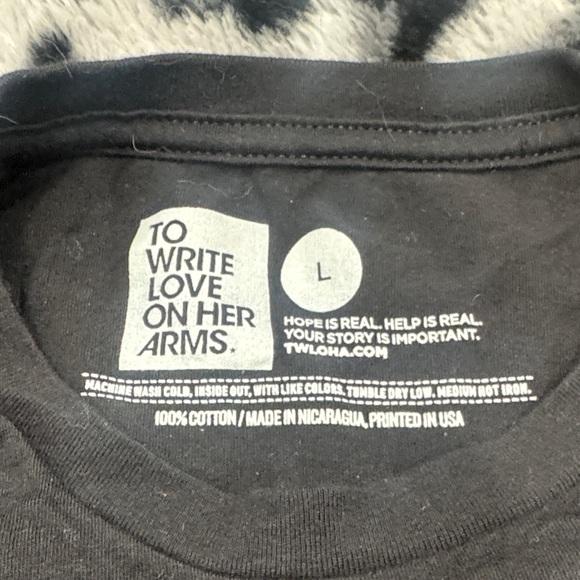 TO
WRITE
LOVE
ON HER
ARMS.
L
HOPE IS REAL. HELP IS REAL.
YOUR STORY IS IMPORTANT.
TWLOHA.COM
MACHINE WASH COLD, INSIDE OUT, WITH LIKE COLORS. TUMBLE DRY LOW. MEDIUM HOT IRON.
100% COTTON / MADE IN NICARAGUA, PRINTED IN USA